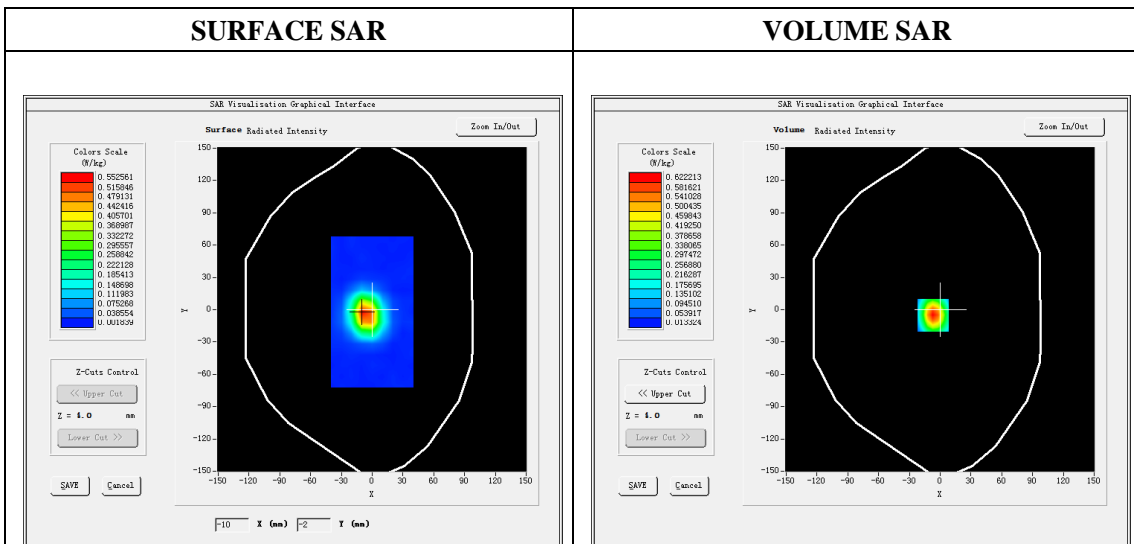 SURFACE SAR
VOLUME SAR
SAR Visualisation Graphical Interface
Surface Radiated Intensity
Zoom In/Out
Colors Scale
(W/kg)
0.552561
0.515846
0.479131
0.442416
0.405701
0.368987
0.332272
0.295557
0.258842
0.222128
0.185413
0.148698
0.111983
0.075268
0.038554
0.001839
Z-Cuts Control
<< Upper Cut
Z = 4.0 mm
Lower Cut >>
SAVE
Cancel
150
120
90
60
30
0
-30
-60
-90
-120
-150
Y
-150 -120 -90 -60 -30 0 30 60 90 120 150
X
-10 X (mm) -2 Y (mm)
SAR Visualisation Graphical Interface
Volume Radiated Intensity
Zoom In/Out
Colors Scale
(W/kg)
0.622213
0.581621
0.541028
0.500435
0.459843
0.419250
0.378658
0.338065
0.297472
0.256880
0.216287
0.175695
0.135102
0.094510
0.053917
0.013324
Z-Cuts Control
<< Upper Cut
Z = 4.0 mm
Lower Cut >>
SAVE
Cancel
150
120
90
60
30
0
-30
-60
-90
-120
-150
Y
-150 -120 -90 -60 -30 0 30 60 90 120 150
X